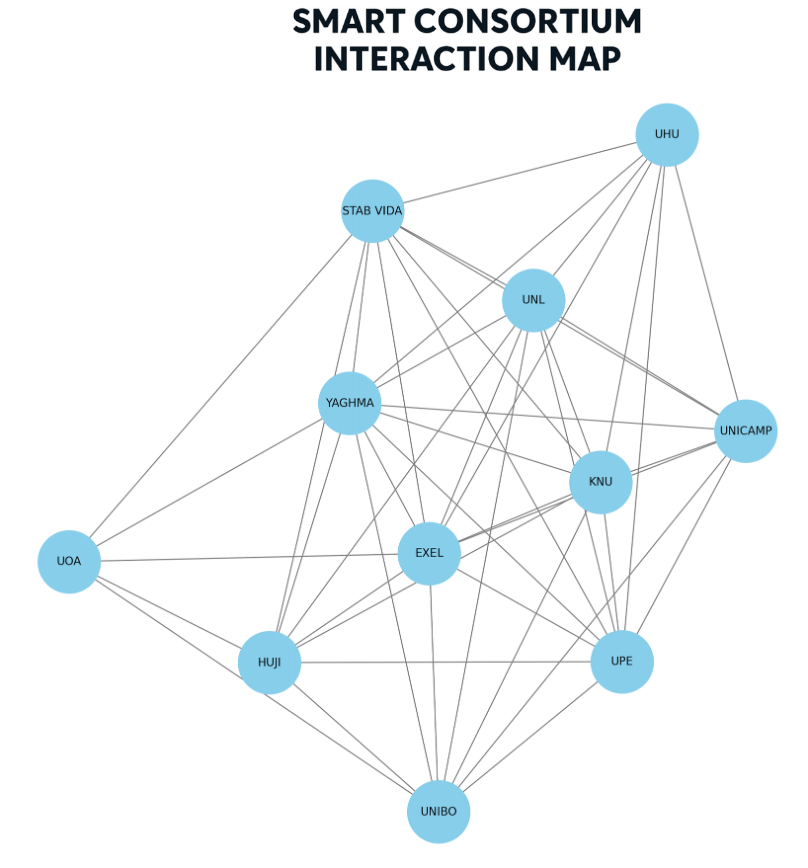 SMART CONSORTIUM
INTERACTION MAP
UHU
STAB VIDA
UNL
YAGHMA
UNICAMP
KNU
EXEL
UOA
HUJI
UPE
UNIBO